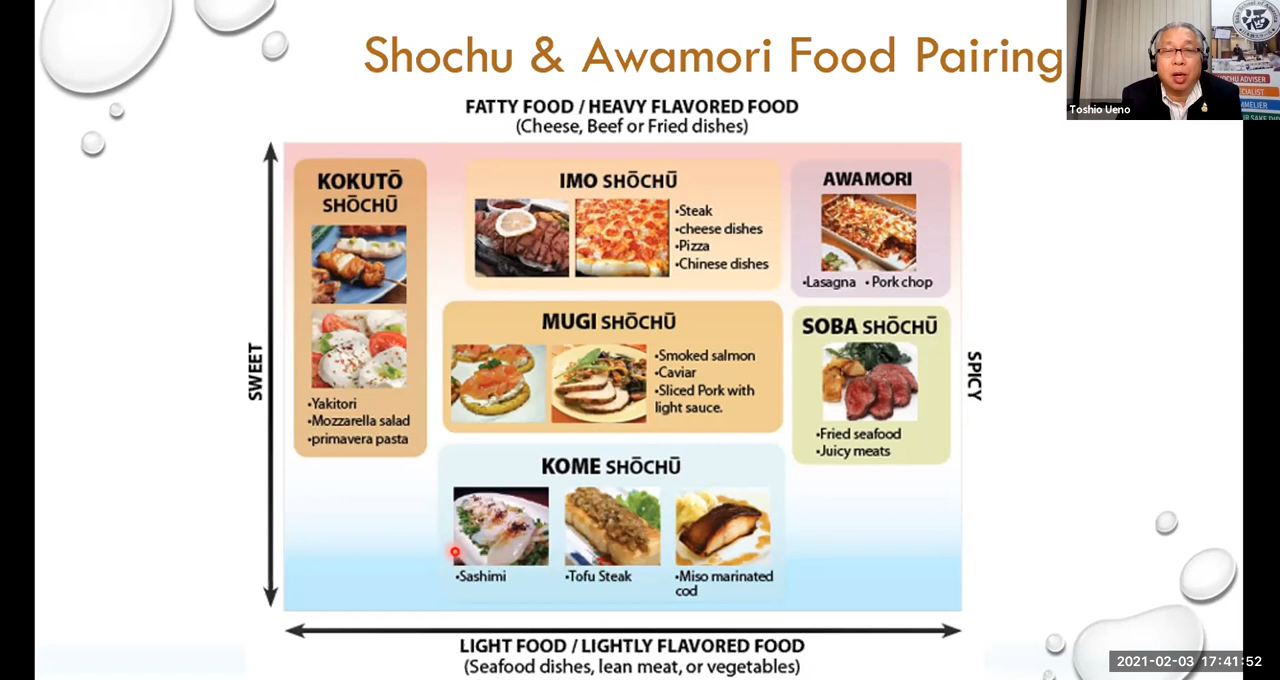 Shochu & Awamori Food Pairing
Toshio Ueno
FATTY FOOD / HEAVY FLAVORED FOOD
(Cheese, Beef or Fried dishes)
SWEET
KOKUTŌ
SHŌCHŪ
•Yakitori
•Mozzarella salad
•primavera pasta
IMO SHŌCHŪ
•Steak
•cheese dishes
•Pizza
•Chinese dishes
AWAMORI
•Lasagna •Pork chop
MUGI SHŌCHŪ
•Smoked salmon
•Caviar
•Sliced Pork with
light sauce.
SOBA SHŌCHŪ
•Fried seafood
•Juicy meats
SPICY
KOME SHŌCHŪ
•Sashimi
•Tofu Steak
•Miso marinated
cod
LIGHT FOOD / LIGHTLY FLAVORED FOOD
(Seafood dishes, lean meat, or vegetables)
2021-02-03 17:41:52